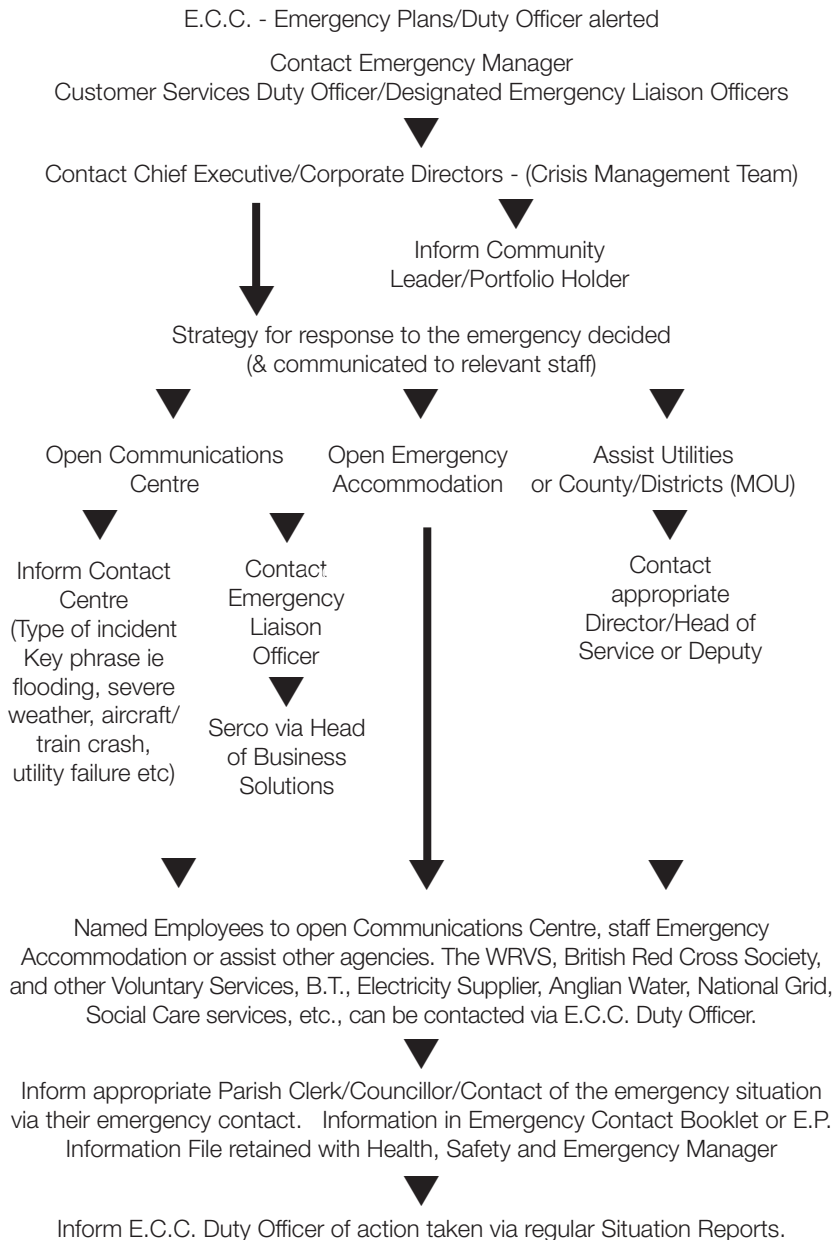 E.C.C. - Emergency Plans/Duty Officer alerted
Contact Emergency Manager
Customer Services Duty Officer/Designated Emergency Liaison Officers
Contact Chief Executive/Corporate Directors - (Crisis Management Team)
Inform Community
Leader/Portfolio Holder
Strategy for response to the emergency decided
(& communicated to relevant staff)
Open Communications
Centre
Open Emergency
Accommodation
Assist Utilities
or County/Districts (MOU)
Inform Contact
Centre
(Type of incident
Key phrase ie
flooding, severe
weather, aircraft/
train crash,
utility failure etc)
Contact
Emergency
Liaison
Officer
Serco via Head
of Business
Solutions
Contact
appropriate
Director/Head of
Service or Deputy
Named Employees to open Communications Centre, staff Emergency
Accommodation or assist other agencies. The WRVS, British Red Cross Society,
and other Voluntary Services, B.T., Electricity Supplier, Anglian Water, National Grid,
Social Care services, etc., can be contacted via E.C.C. Duty Officer.
Inform appropriate Parish Clerk/Councillor/Contact of the emergency situation
via their emergency contact. Information in Emergency Contact Booklet or E.P.
Information File retained with Health, Safety and Emergency Manager
Inform E.C.C. Duty Officer of action taken via regular Situation Reports.